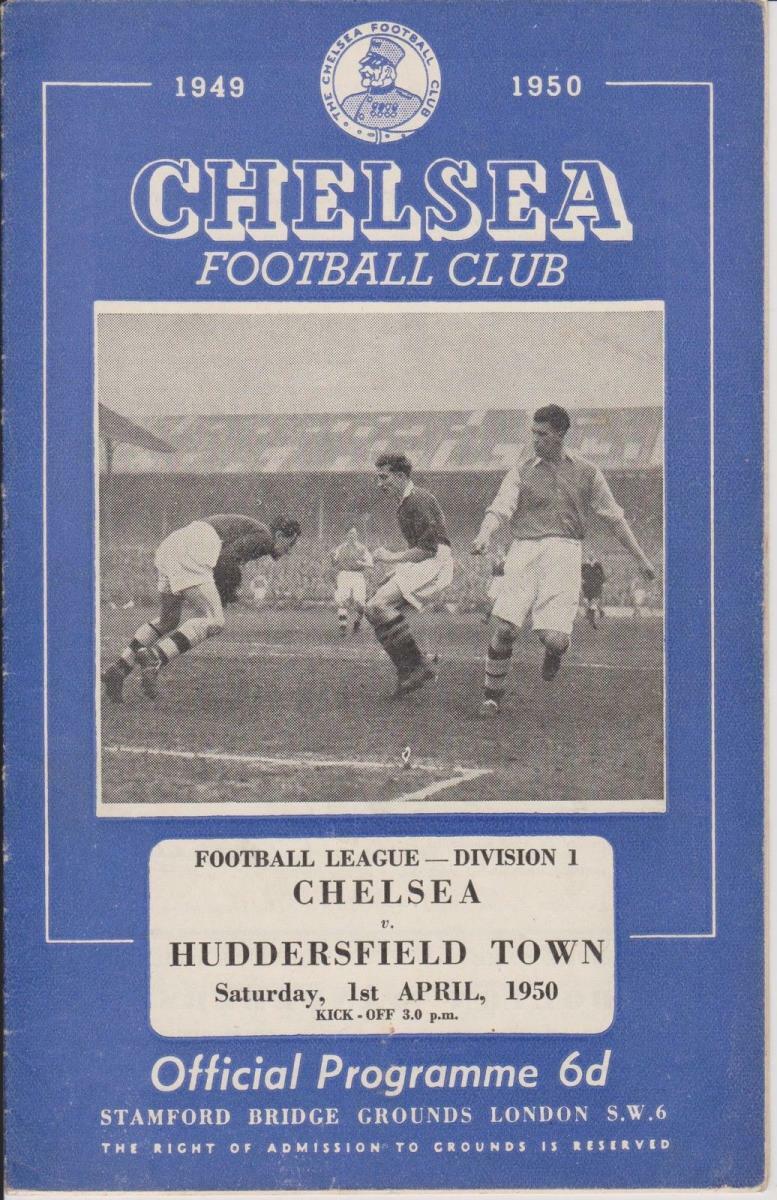 THE CHELSEA FOOTBALL CLUB
1949 1950
CHELSEA
FOOTBALL CLUB
FOOTBALL LEAGUE — DIVISION 1
CHELSEA
v.
HUDDERSFIELD TOWN
Saturday, 1st APRIL, 1950
KICK - OFF 3.0 p.m.
Official Programme 6d
STAMFORD BRIDGE GROUNDS LONDON S.W.6
THE RIGHT OF ADMISSION TO GROUNDS IS RESERVED